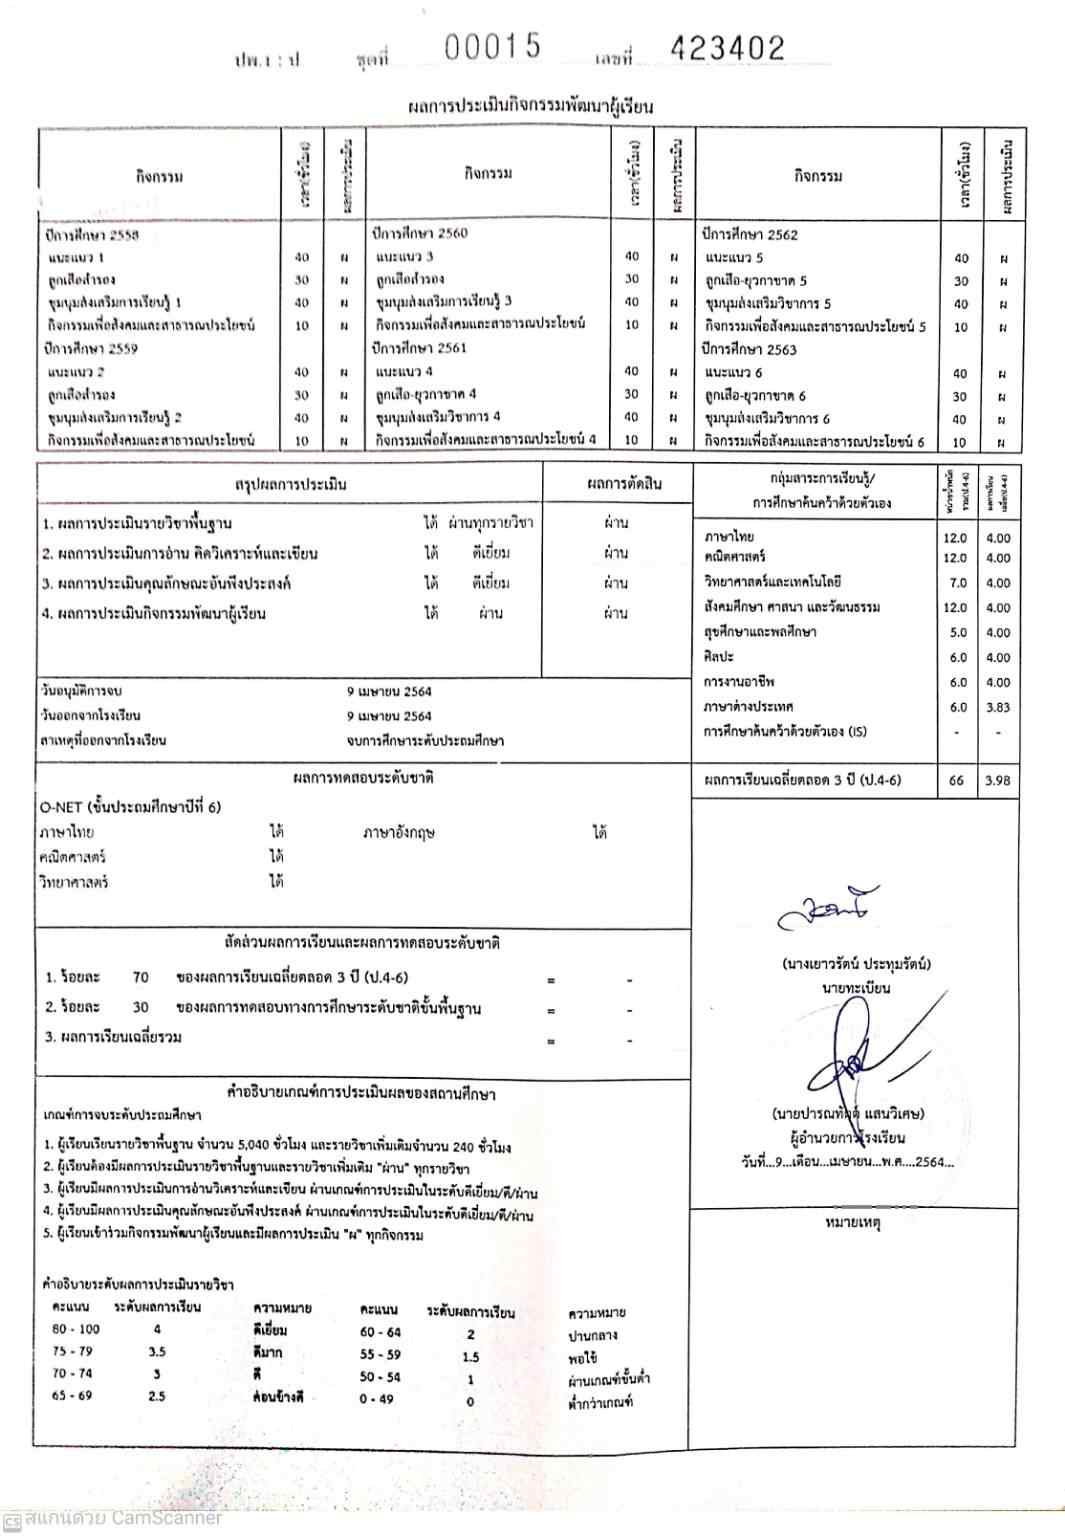 ปพ.1 : ป ชุดที่ 00015 เลขที่ 423402
ผลการประเมินกิจกรรมพัฒนาผู้เรียน
กิจกรรม เวลา(ชั่วโมง) ผลการประเมิน กิจกรรม เวลา(ชั่วโมง) ผลการประเมิน กิจกรรม เวลา(ชั่วโมง) ผลการประเมิน
ปีการศึกษา 2558 ปีการศึกษา 2560 ปีการศึกษา 2562
แนะแนว 1 40 ผ แนะแนว 3 40 ผ แนะแนว 5 40 ผ
ลูกเสือสำรอง 30 ผ ลูกเสือสำรอง 30 ผ ลูกเสือ-ยุวกาชาด 5 30 ผ
ชุมนุมส่งเสริมการเรียนรู้ 1 40 ผ ชุมนุมส่งเสริมการเรียนรู้ 3 40 ผ ชุมนุมส่งเสริมวิชาการ 5 40 ผ
กิจกรรมเพื่อสังคมและสาธารณประโยชน์ 10 ผ กิจกรรมเพื่อสังคมและสาธารณประโยชน์ 10 ผ กิจกรรมเพื่อสังคมและสาธารณประโยชน์ 5 10 ผ
ปีการศึกษา 2559 ปีการศึกษา 2561 ปีการศึกษา 2563
แนะแนว 2 40 ผ แนะแนว 4 40 ผ แนะแนว 6 40 ผ
ลูกเสือสำรอง 30 ผ ลูกเสือ-ยุวกาชาด 4 30 ผ ลูกเสือ-ยุวกาชาด 6 30 ผ
ชุมนุมส่งเสริมการเรียนรู้ 2 40 ผ ชุมนุมส่งเสริมวิชาการ 4 40 ผ ชุมนุมส่งเสริมวิชาการ 6 40 ผ
กิจกรรมเพื่อสังคมและสาธารณประโยชน์ 10 ผ กิจกรรมเพื่อสังคมและสาธารณประโยชน์ 4 10 ผ กิจกรรมเพื่อสังคมและสาธารณประโยชน์ 6 10 ผ
สรุปผลการประเมิน ผลการตัดสิน
1. ผลการประเมินรายวิชาพื้นฐาน ได้ ผ่านทุกรายวิชา ผ่าน
2. ผลการประเมินการอ่าน คิดวิเคราะห์และเขียน ได้ ดีเยี่ยม ผ่าน
3. ผลการประเมินคุณลักษณะอันพึงประสงค์ ได้ ดีเยี่ยม ผ่าน
4. ผลการประเมินกิจกรรมพัฒนาผู้เรียน ได้ ผ่าน ผ่าน
วันอนุมัติการจบ 9 เมษายน 2564
วันออกจากโรงเรียน 9 เมษายน 2564
สาเหตุที่ออกจากโรงเรียน จบการศึกษาระดับประถมศึกษา
ผลการทดสอบระดับชาติ
O-NET (ชั้นประถมศึกษาปีที่ 6)
ภาษาไทย ได้ ภาษาอังกฤษ ได้
คณิตศาสตร์ ได้
วิทยาศาสตร์ ได้
สัดส่วนผลการเรียนและผลการทดสอบระดับชาติ
1. ร้อยละ 70 ของผลการเรียนเฉลี่ยตลอด 3 ปี (ป.4-6) = -
2. ร้อยละ 30 ของผลการทดสอบทางการศึกษาระดับชาติขั้นพื้นฐาน = -
3. ผลการเรียนเฉลี่ยรวม = -
คำอธิบายเกณฑ์การประเมินผลของสถานศึกษา
เกณฑ์การจบระดับประถมศึกษา
1. ผู้เรียนเรียนรายวิชาพื้นฐาน จำนวน 5,040 ชั่วโมง และรายวิชาเพิ่มเติมจำนวน 240 ชั่วโมง
2. ผู้เรียนต้องมีผลการประเมินรายวิชาพื้นฐานและรายวิชาเพิ่มเติม "ผ่าน" ทุกรายวิชา
3. ผู้เรียนมีผลการประเมินการอ่านวิเคราะห์และเขียน ผ่านเกณฑ์การประเมินในระดับดีเยี่ยม/ดี/ผ่าน
4. ผู้เรียนมีผลการประเมินคุณลักษณะอันพึงประสงค์ ผ่านเกณฑ์การประเมินในระดับดีเยี่ยม/ดี/ผ่าน
5. ผู้เรียนเข้าร่วมกิจกรรมพัฒนาผู้เรียนและมีผลการประเมิน "ผ" ทุกกิจกรรม
คำอธิบายระดับผลการประเมินรายวิชา
คะแนน ระดับผลการเรียน ความหมาย คะแนน ระดับผลการเรียน ความหมาย
80 - 100 4 ดีเยี่ยม 60 - 64 2 ปานกลาง
75 - 79 3.5 ดีมาก 55 - 59 1.5 พอใช้
70 - 74 3 ดี 50 - 54 1 ผ่านเกณฑ์ขั้นต่ำ
65 - 69 2.5 ค่อนข้างดี 0 - 49 0 ต่ำกว่าเกณฑ์
กลุ่มสาระการเรียนรู้/
การศึกษาค้นคว้าด้วยตัวเอง
ภาษาไทย 12.0 4.00
คณิตศาสตร์ 12.0 4.00
วิทยาศาสตร์และเทคโนโลยี 7.0 4.00
สังคมศึกษา ศาสนา และวัฒนธรรม 12.0 4.00
สุขศึกษาและพลศึกษา 5.0 4.00
ศิลปะ 6.0 4.00
การงานอาชีพ 6.0 4.00
ภาษาต่างประเทศ 6.0 3.83
การศึกษาค้นคว้าด้วยตัวเอง (IS) - -
ผลการเรียนเฉลี่ยตลอด 3 ปี (ป.4-6) 66 3.98
(นางเยาวรัตน์ ประทุมรัตน์)
นายทะเบียน
แสนวิเศษ)
ผู้อำนวยการโรงเรียน
วันที่...9...เดือน...เมษายน...พ.ศ....2564...
หมายเหตุ
CS สแกนด้วย CamScanner